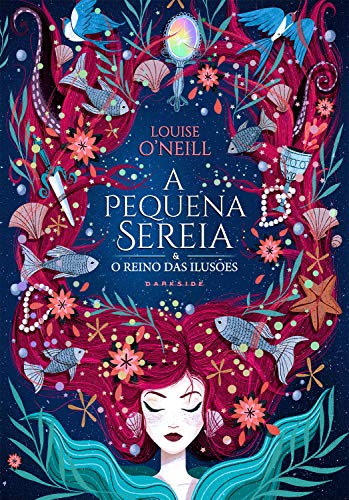 LOUISE
O'NEILL
A
PEQUENA
SEREIA
&
O REINO DAS ILUSÕES
DARKSIDE